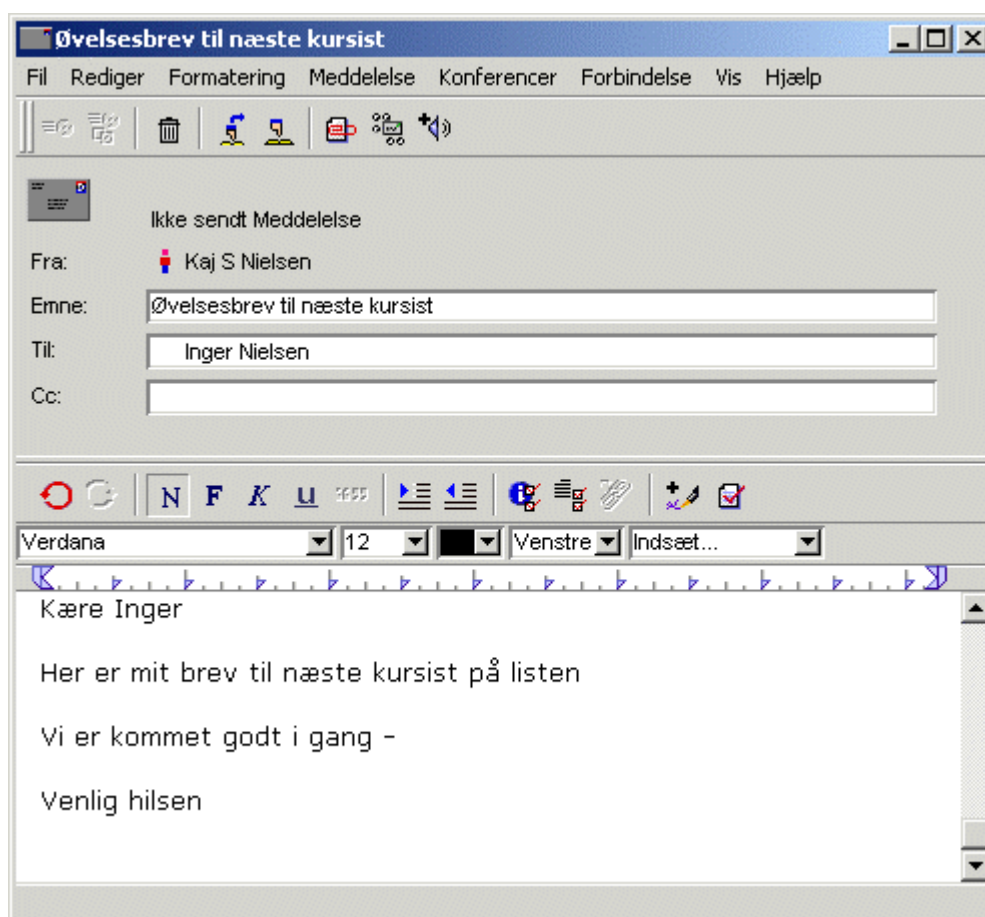 Øvelsesbrev til næste kursist
Fil Rediger Formatering Meddelelse Konferencer Forbindelse Vis Hjælp
Ikke sendt Meddelelse
Fra: Kaj S Nielsen
Emne: Øvelsesbrev til næste kursist
Til: Inger Nielsen
Cc:
N F K U
Verdana 12 Venstre Indsæt...
Kære Inger
Her er mit brev til næste kursist på listen
Vi er kommet godt i gang -
Venlig hilsen